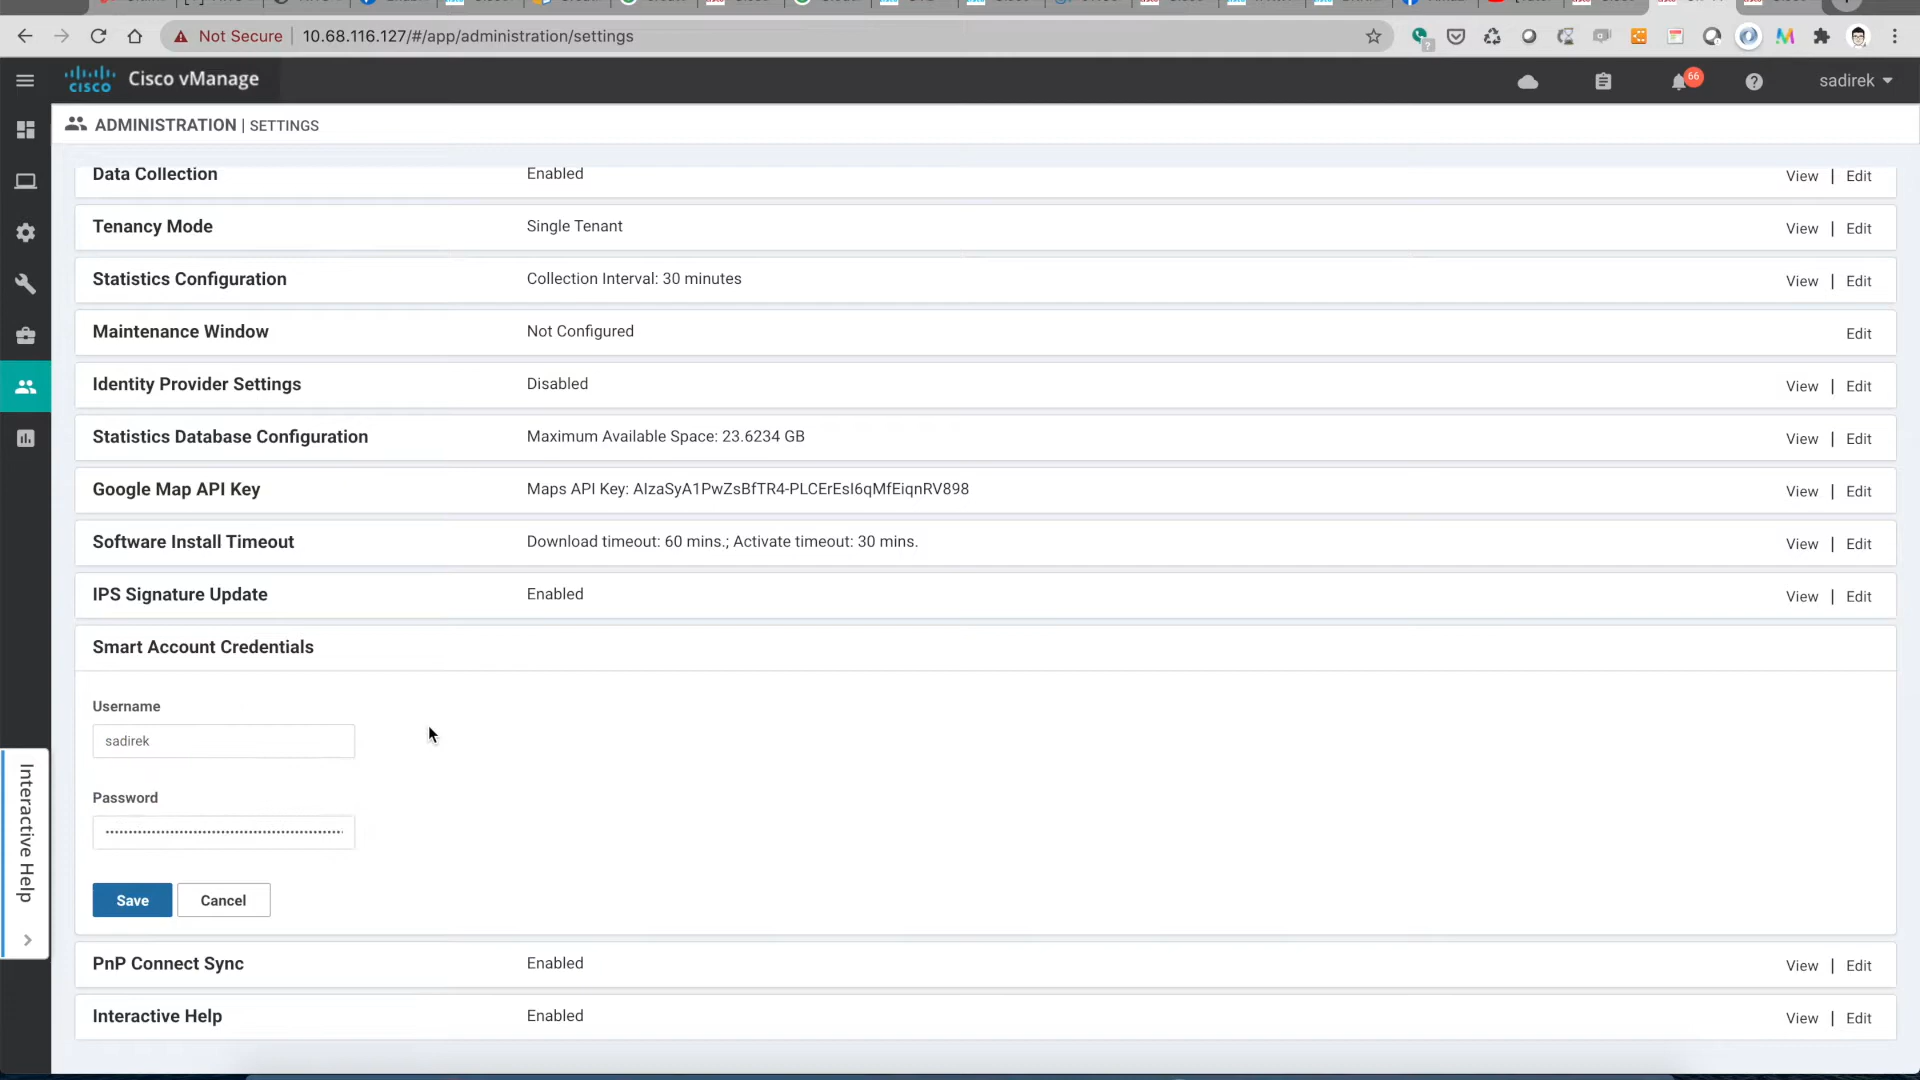 Not Secure 10.68.116.127/#/app/administration/settings
cisco Cisco vManage 66 sadirek
ADMINISTRATION | SETTINGS
Data Collection Enabled View | Edit
Tenancy Mode Single Tenant View | Edit
Statistics Configuration Collection Interval: 30 minutes View | Edit
Maintenance Window Not Configured Edit
Identity Provider Settings Disabled View | Edit
Statistics Database Configuration Maximum Available Space: 23.6234 GB View | Edit
Google Map API Key Maps API Key: AIzaSyA1PwZsBfTR4-PLCErEsI6qMfEiqnRV898 View | Edit
Software Install Timeout Download timeout: 60 mins.; Activate timeout: 30 mins. View | Edit
IPS Signature Update Enabled View | Edit
Smart Account Credentials
Username
sadirek
Password
Save Cancel
PnP Connect Sync Enabled View | Edit
Interactive Help Enabled View | Edit
Interactive Help